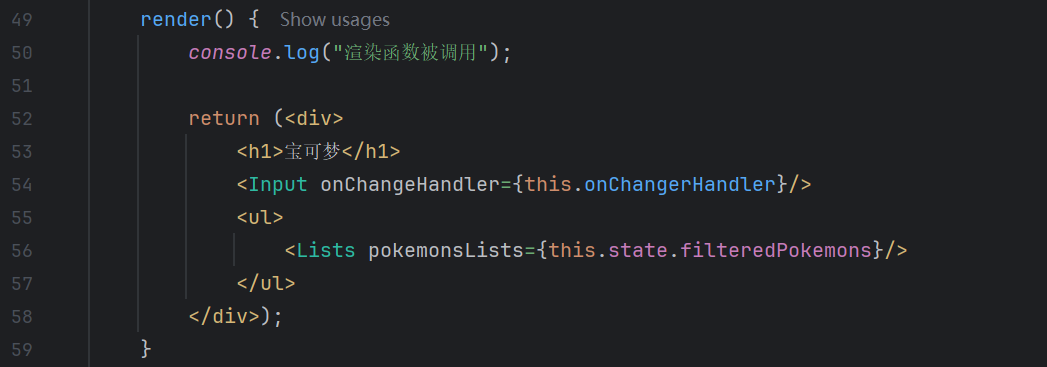 49 render() { Show usages
50 console.log("渲染函数被调用");
51
52 return (<div>
53 <h1>宝可梦</h1>
54 <Input onChangeHandler={this.onChangerHandler}/>
55 <ul>
56 <Lists pokemonsLists={this.state.filteredPokemons}/>
57 </ul>
58 </div>);
59 }